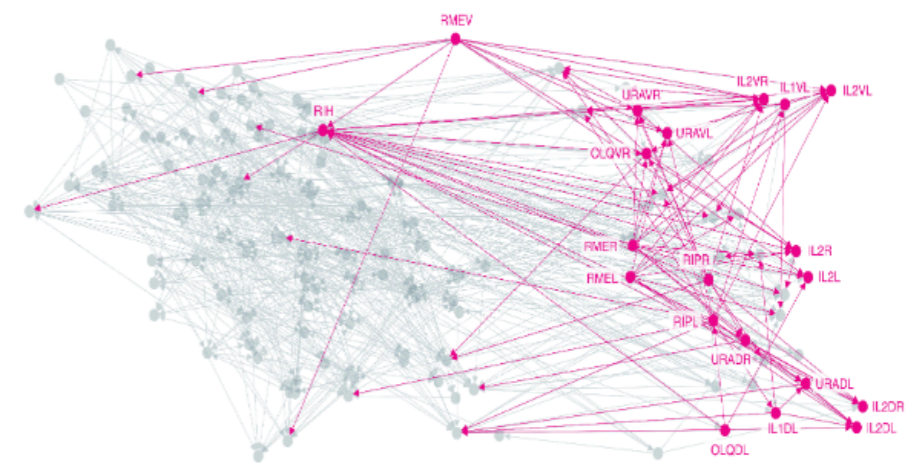 RMEV
IL2VR
IL1VL
IL2VL
URAVR
RIH
URAVL
OLQVR
RMER
IL2R
RIPR
RMEL
IL2L
RIPL
URADR
URADL
IL2DR
IL1DL
IL2DL
OLQDL